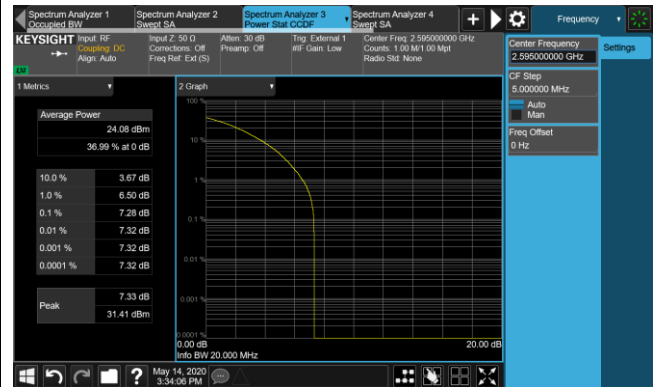 Spectrum Analyzer 1
Occupied BW
Spectrum Analyzer 2
Swept SA
Spectrum Analyzer 3
Power Stat CCDF
Spectrum Analyzer 4
Swept SA
Frequency
KEYSIGHT
Input: RF
Coupling: DC
Align: Auto
Input Z: 50 Ω
Corrections: Off
Freq Ref: Ext (S)
Atten: 30 dB
Preamp: Off
Trig: External 1
#IF Gain: Low
Center Freq: 2.595000000 GHz
Counts: 1.00 M/1.00 Mpt
Radio Std: None
Center Frequency
2.595000000 GHz
Settings
CF Step
5.000000 MHz
Auto
Man
Freq Offset
0 Hz
1 Metrics
Average Power
24.08 dBm
36.99 % at 0 dB
10.0 % 3.67 dB
1.0 % 6.50 dB
0.1 % 7.28 dB
0.01 % 7.32 dB
0.001 % 7.32 dB
0.0001 % 7.32 dB
Peak
7.33 dB
31.41 dBm
2 Graph
100 %
10 %
1 %
0.1 %
0.01 %
0.001 %
0.0001 %
0.00 dB
20.00 dB
Info BW 20.000 MHz
May 14, 2020
3:34:06 PM